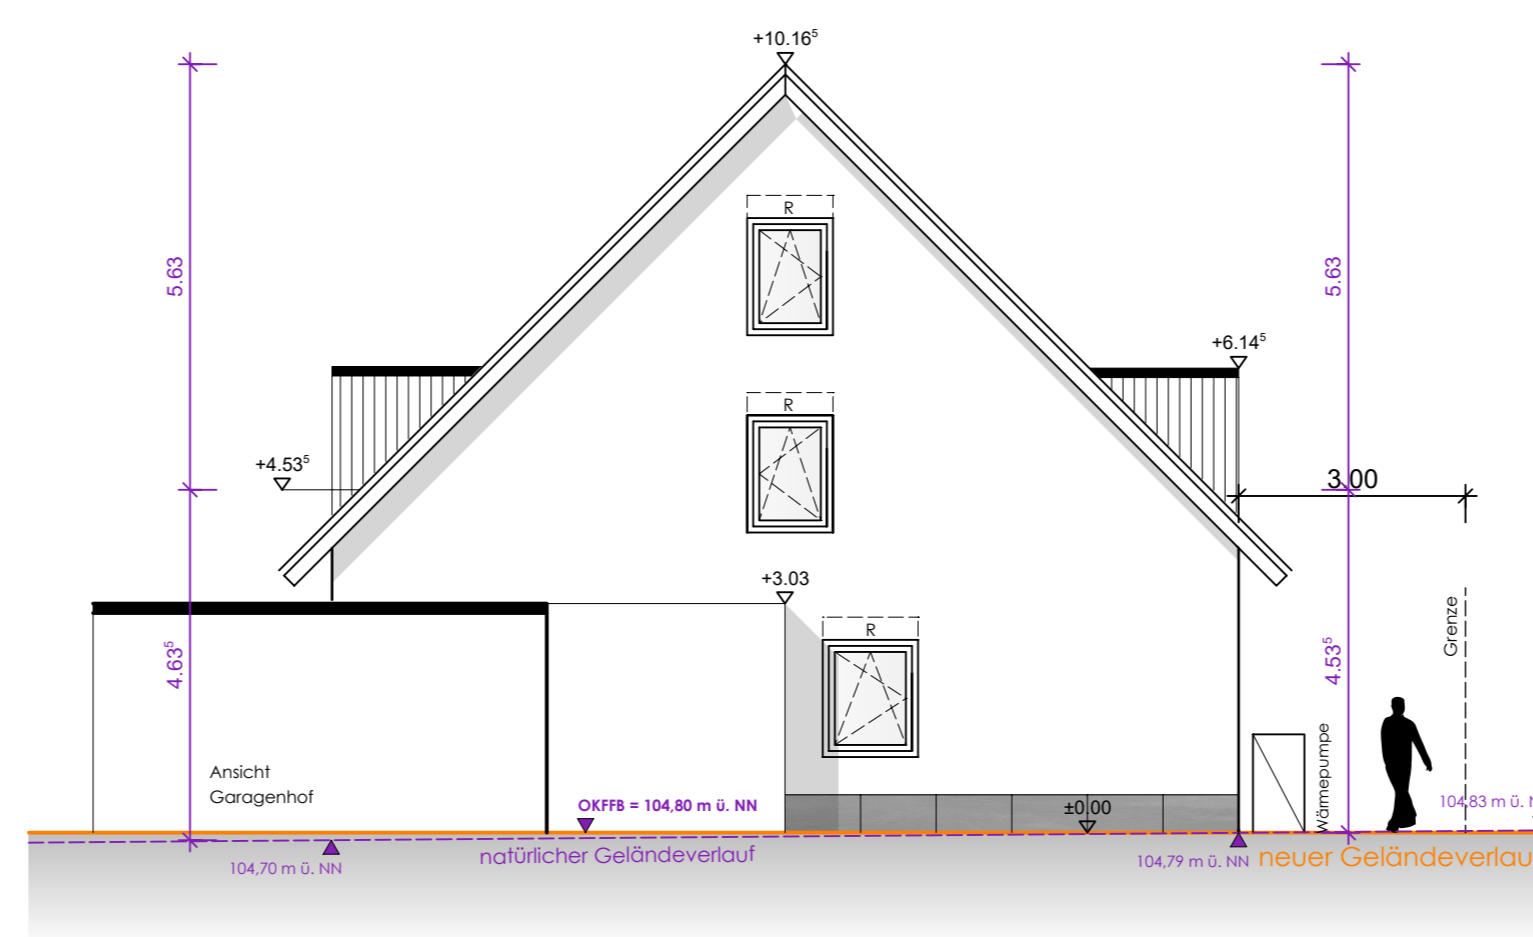 +10.16⁵
5.63
5.63
R
+6.14⁵
R
+4.53⁵
3.00
+3.03
Grenze
R
4.63⁵
4.53⁵
Wärmepumpe
Ansicht
Garagenhof
OKFFB = 104,80 m ü. NN
±0.00
104,83 m ü.
natürlicher Geländeverlauf
neuer Geländeverlau
104,70 m ü. NN
104,79 m ü. NN